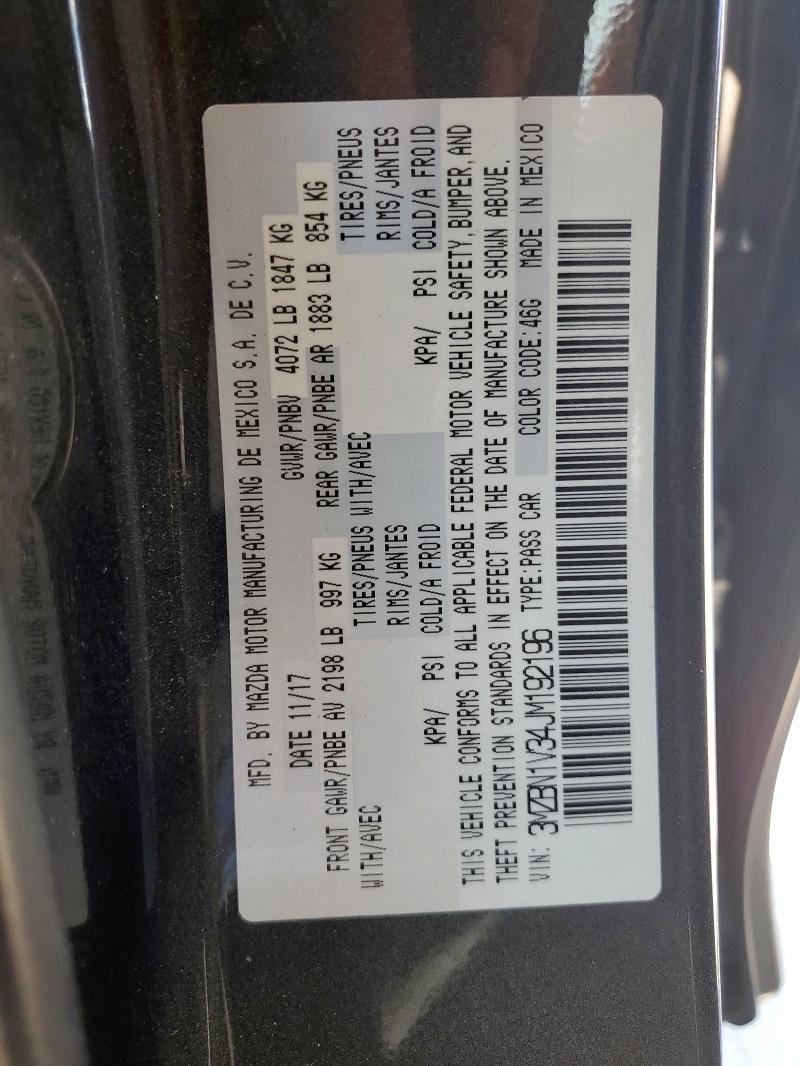 MFD. BY MAZDA MOTOR MANUFACTURING DE MEXICO S.A. DE C.V.
DATE 11/17 GVWR/PNBV 4072 LB 1847 KG
FRONT GAWR/PNBE AV 2198 LB 997 KG REAR GAWR/PNBE AR 1883 LB 854 KG
WITH/AVEC TIRES/PNEUS WITH/AVEC TIRES/PNEUS
RIMS/JANTES RIMS/JANTES
KPA/ PSI COLD/A FROID KPA/ PSI COLD/A FROID
THIS VEHICLE CONFORMS TO ALL APPLICABLE FEDERAL MOTOR VEHICLE SAFETY, BUMPER, AND
THEFT PREVENTION STANDARDS IN EFFECT ON THE DATE OF MANUFACTURE SHOWN ABOVE.
VIN: 3MZBN1V34JM192196 TYPE:PASS CAR COLOR CODE:46G MADE IN MEXICO